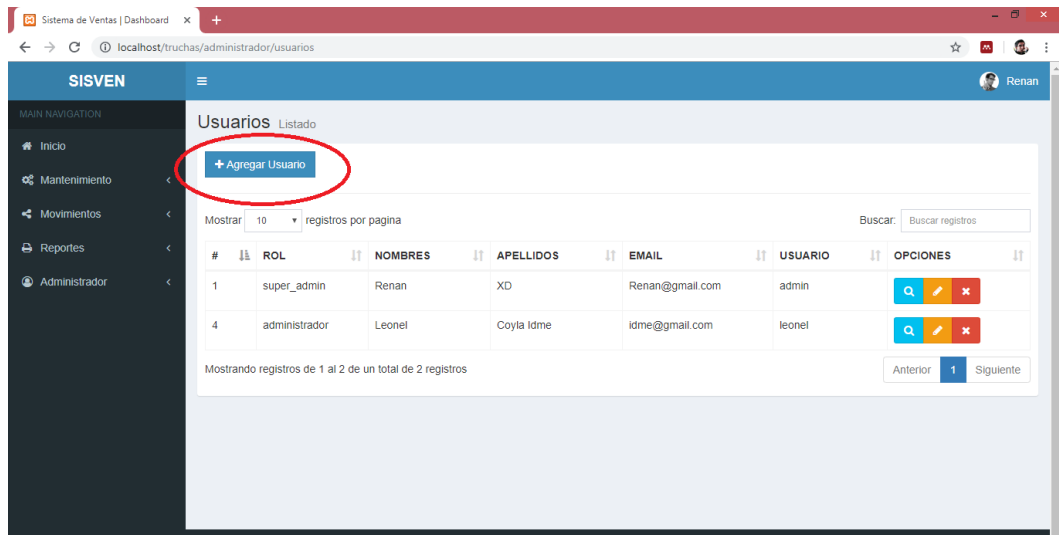 Sistema de Ventas | Dashboard
localhost/truchas/administrador/usuarios
SISVEN
Renan
MAIN NAVIGATION
Inicio
Mantenimiento
Movimientos
Reportes
Administrador
Usuarios Listado
+ Agregar Usuario
Mostrar 10 registros por pagina
Buscar: Buscar registros
# ROL NOMBRES APELLIDOS EMAIL USUARIO OPCIONES
1 super_admin Renan XD Renan@gmail.com admin
4 administrador Leonel Coyla Idme idme@gmail.com leonel
Mostrando registros de 1 al 2 de un total de 2 registros
Anterior 1 Siguiente